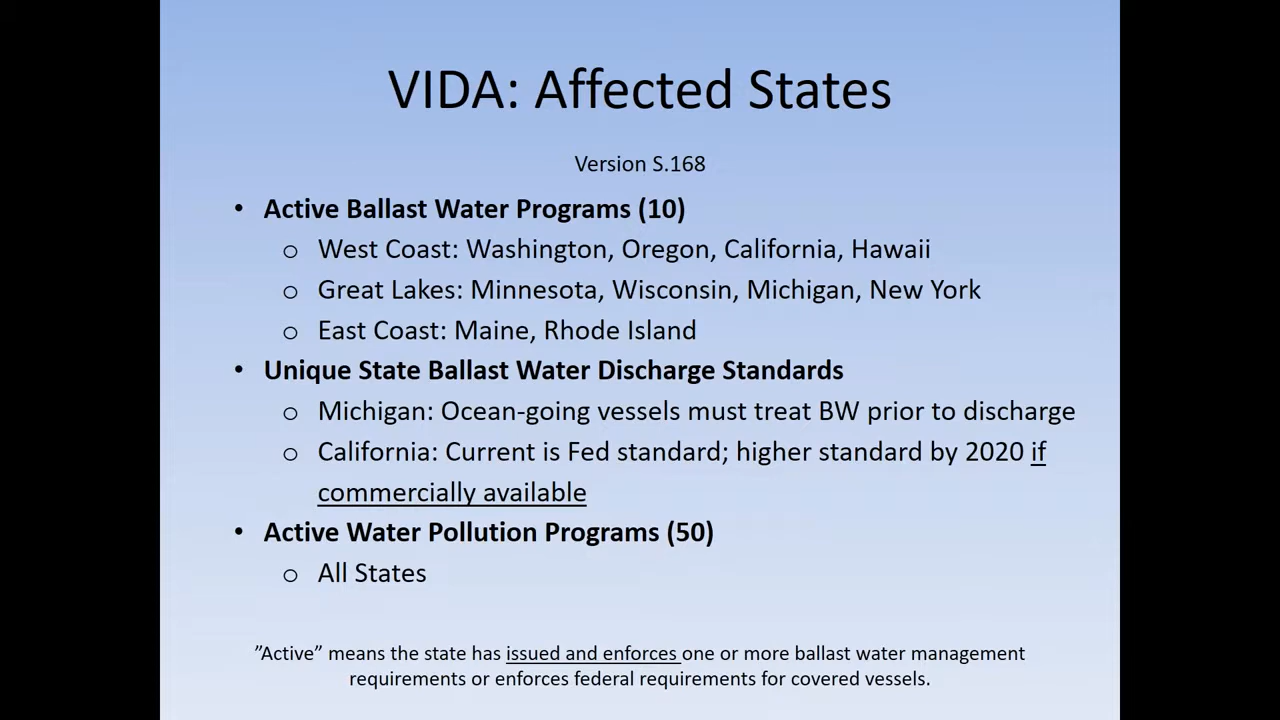 VIDA: Affected States
Version S.168
• Active Ballast Water Programs (10)
o West Coast: Washington, Oregon, California, Hawaii
o Great Lakes: Minnesota, Wisconsin, Michigan, New York
o East Coast: Maine, Rhode Island
• Unique State Ballast Water Discharge Standards
o Michigan: Ocean-going vessels must treat BW prior to discharge
o California: Current is Fed standard; higher standard by 2020 if
commercially available
• Active Water Pollution Programs (50)
o All States
”Active” means the state has issued and enforces one or more ballast water management
requirements or enforces federal requirements for covered vessels.